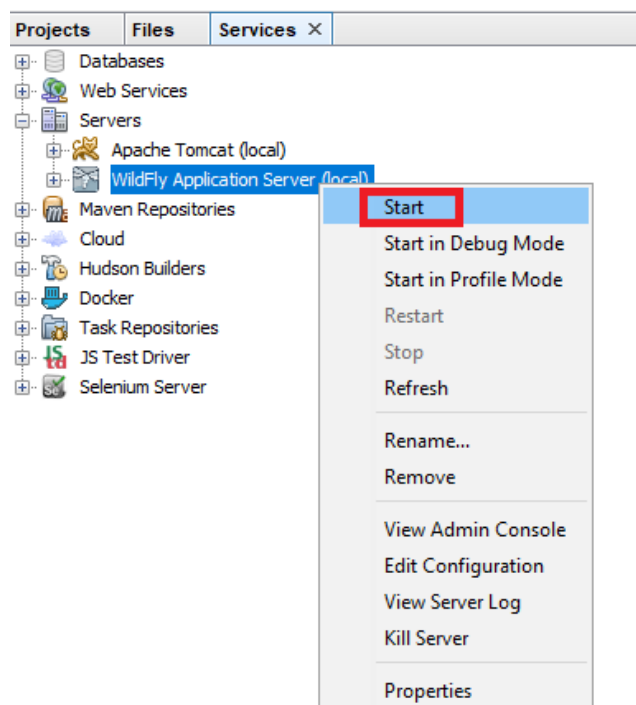 Projects Files Services ×
Databases
Web Services
Servers
Apache Tomcat (local)
WildFly Application Server (local)
Maven Repositories
Cloud
Hudson Builders
Docker
Task Repositories
JS Test Driver
Selenium Server
Start
Start in Debug Mode
Start in Profile Mode
Restart
Stop
Refresh
Rename...
Remove
View Admin Console
Edit Configuration
View Server Log
Kill Server
Properties